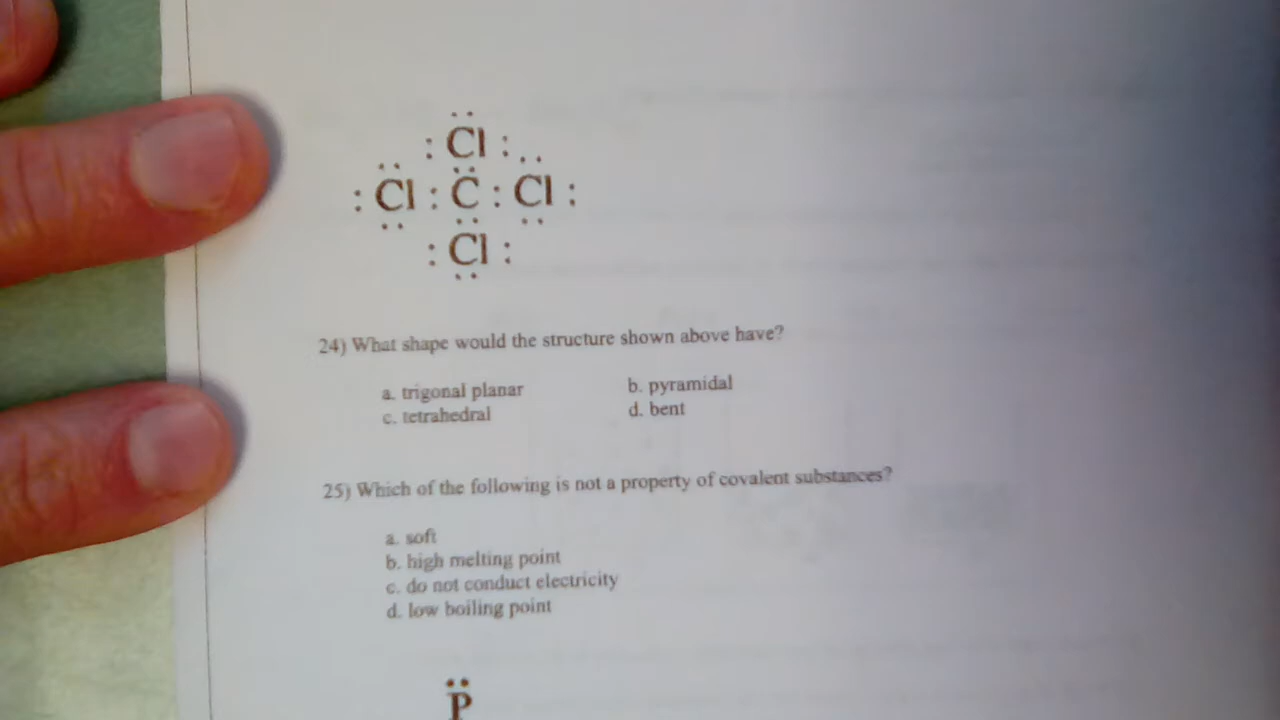 : Cl :
: Cl : C : Cl :
: Cl :
24) What shape would the structure shown above have?
a. trigonal planar b. pyramidal
c. tetrahedral d. bent
25) Which of the following is not a property of covalent substances?
a. soft
b. high melting point
c. do not conduct electricity
d. low boiling point
P